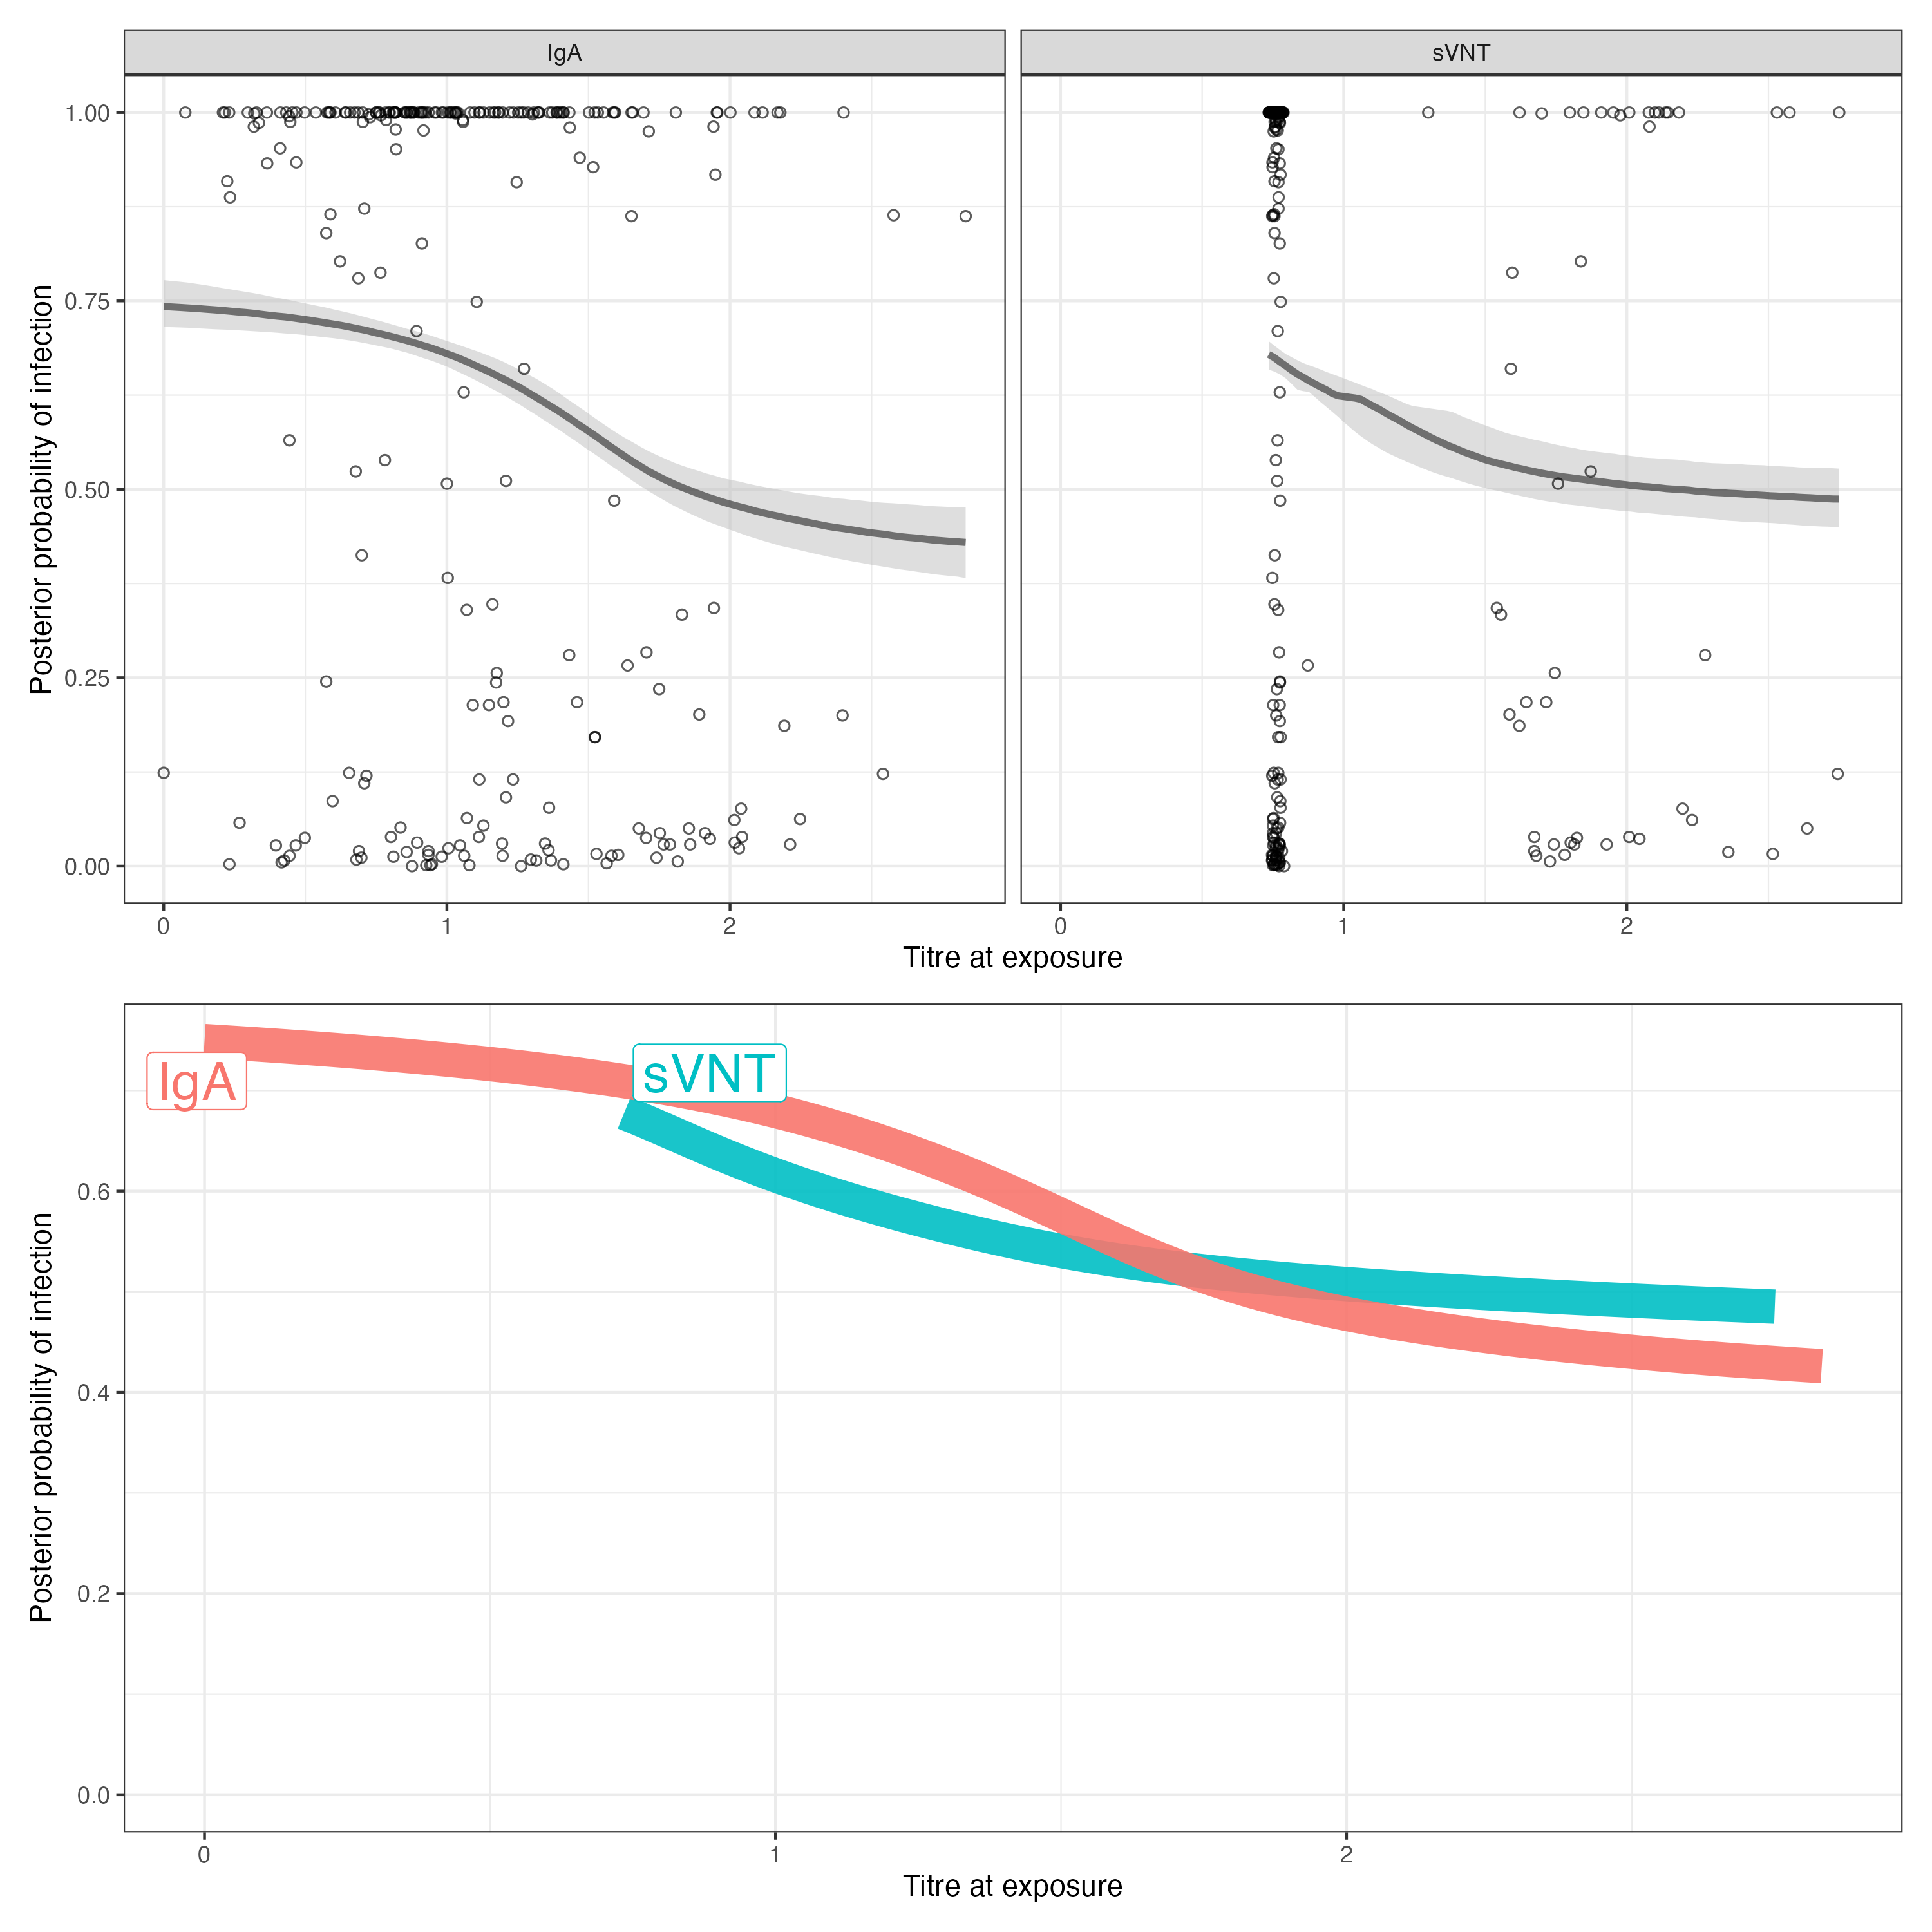 IgA
sVNT
Posterior probability of infection
1.00
0.75
0.50
0.25
0.00
0 1 2
0 1 2
Titre at exposure
Posterior probability of infection
IgA
sVNT
0.6
0.4
0.2
0.0
0 1 2
Titre at exposure